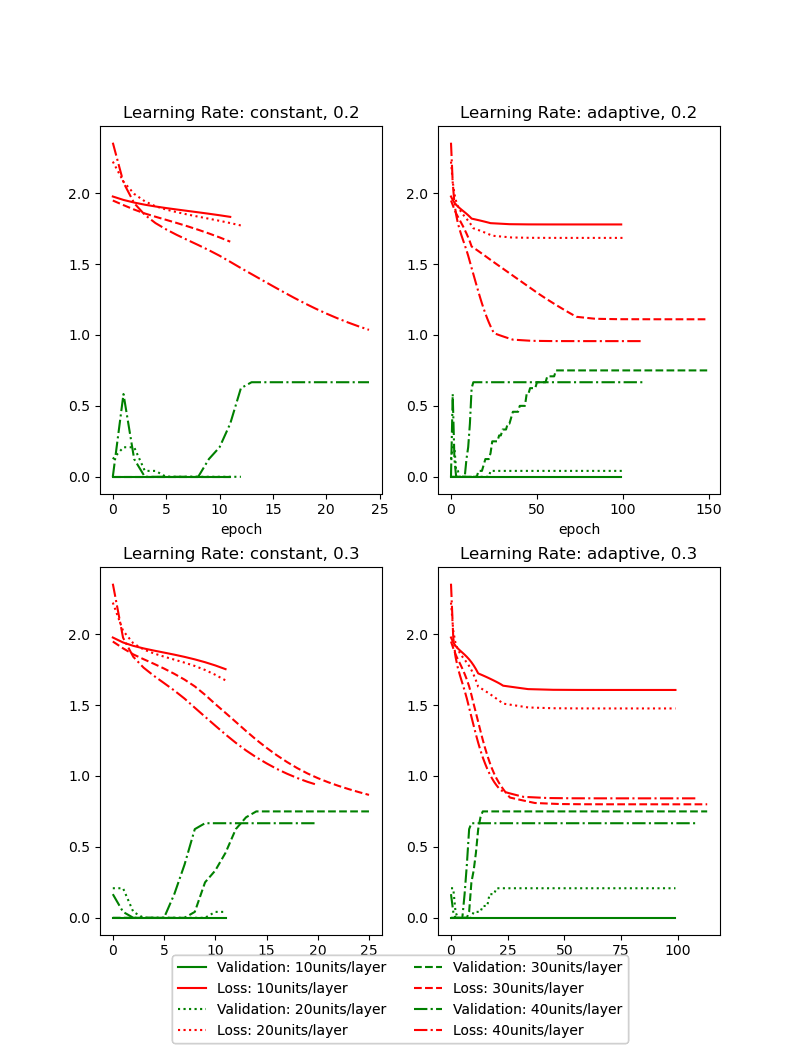 Learning Rate: constant, 0.2
Learning Rate: adaptive, 0.2
2.0
1.5
1.0
0.5
0.0
0 5 10 15 20 25
epoch
2.0
1.5
1.0
0.5
0.0
0 50 100 150
epoch
Learning Rate: constant, 0.3
Learning Rate: adaptive, 0.3
2.0
1.5
1.0
0.5
0.0
0 5 10 15 20 25
2.0
1.5
1.0
0.5
0.0
0 25 50 75 100
Validation: 10units/layer
Loss: 10units/layer
Validation: 20units/layer
Loss: 20units/layer
Validation: 30units/layer
Loss: 30units/layer
Validation: 40units/layer
Loss: 40units/layer